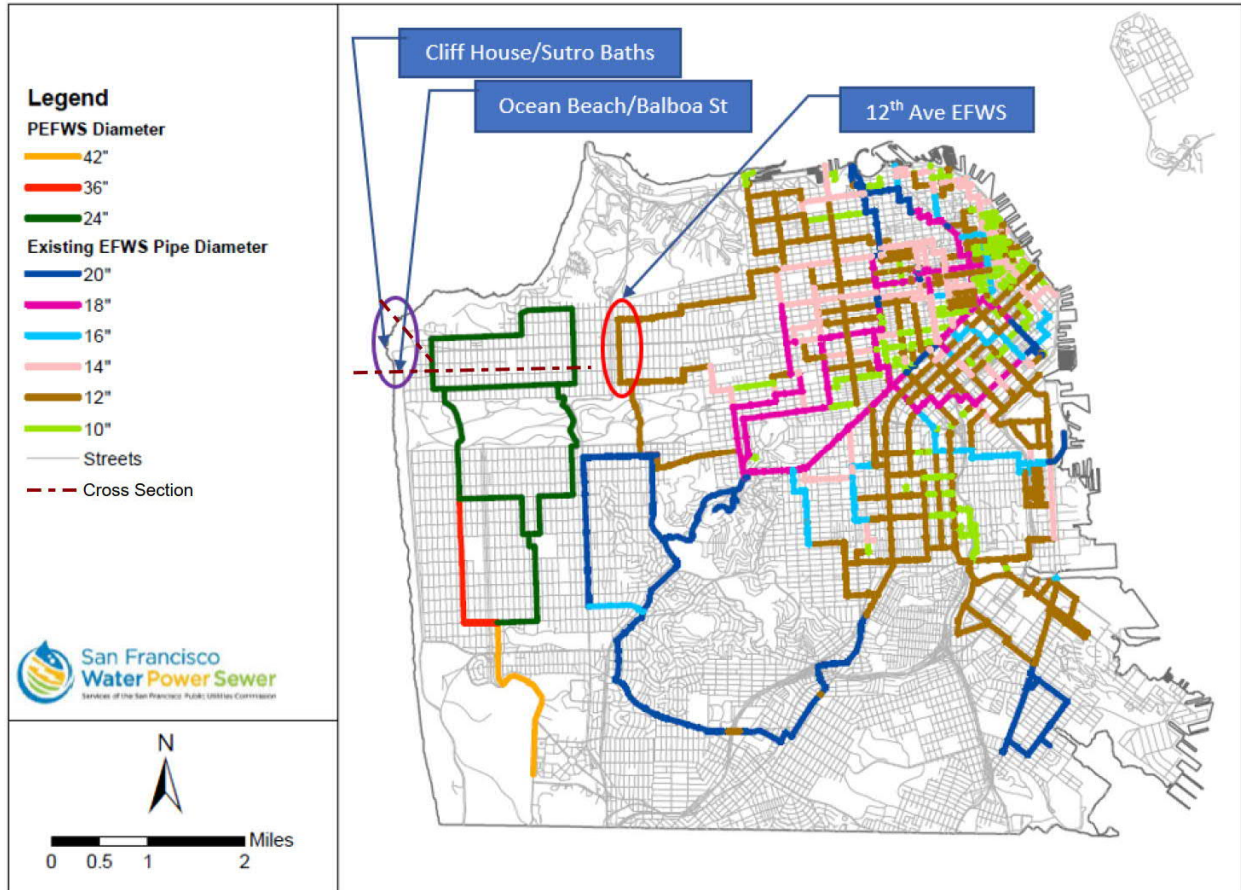 Cliff House/Sutro Baths
Ocean Beach/Balboa St
12th Ave EFWS
Legend
PEFWS Diameter
42"
36"
24"
Existing EFWS Pipe Diameter
20"
18"
16"
14"
12"
10"
Streets
Cross Section
San Francisco
Water Power Sewer
Services of the San Francisco Public Utilities Commission
N
Miles
0 0.5 1 2